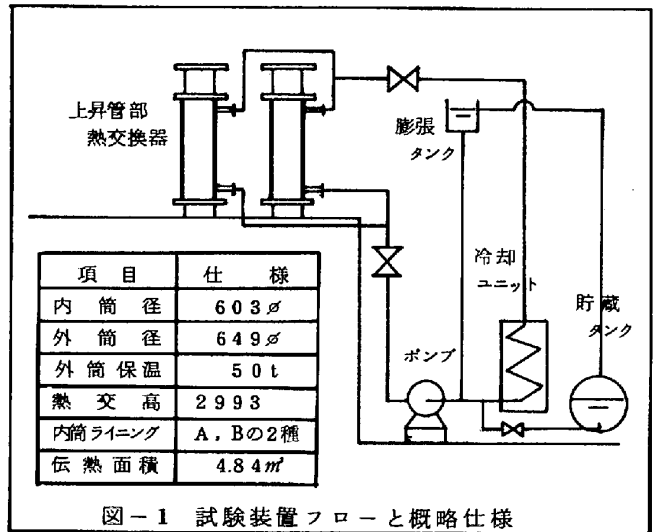 上昇管部
熱交換器
膨張
タンク
冷却
ユニット
貯蔵
タンク
ポンプ
項目 仕様
内筒径 603⌀
外筒径 649⌀
外筒保温 50t
熱交高 2993
内筒ライニング A,Bの2種
伝熱面積 4.84㎡
図-1 試験装置フローと概略仕様